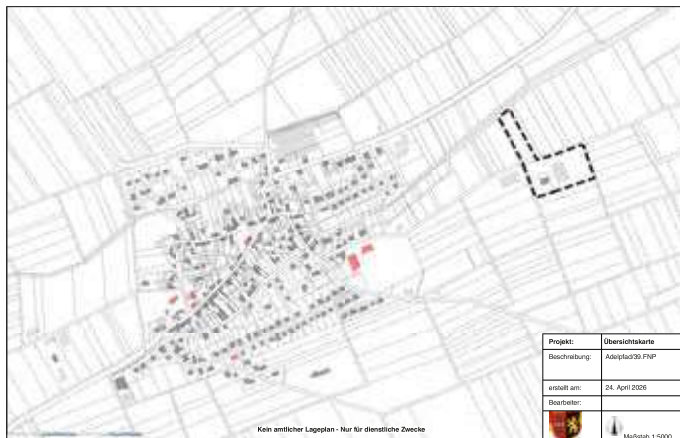 Projekt: Übersichtskarte
Beschreibung: Adelpfad/39.FNP
erstellt am: 24. April 2026
Bearbeiter:
Maßstab 1:5000
Kein amtlicher Lageplan - Nur für dienstliche Zwecke